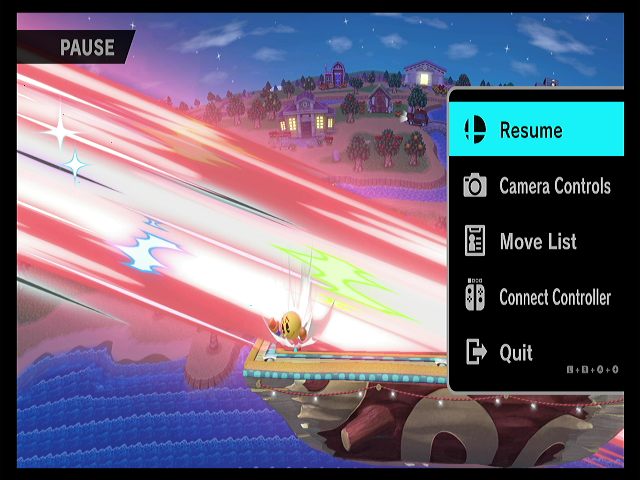 PAUSE
Resume
Camera Controls
Move List
Connect Controller
Quit